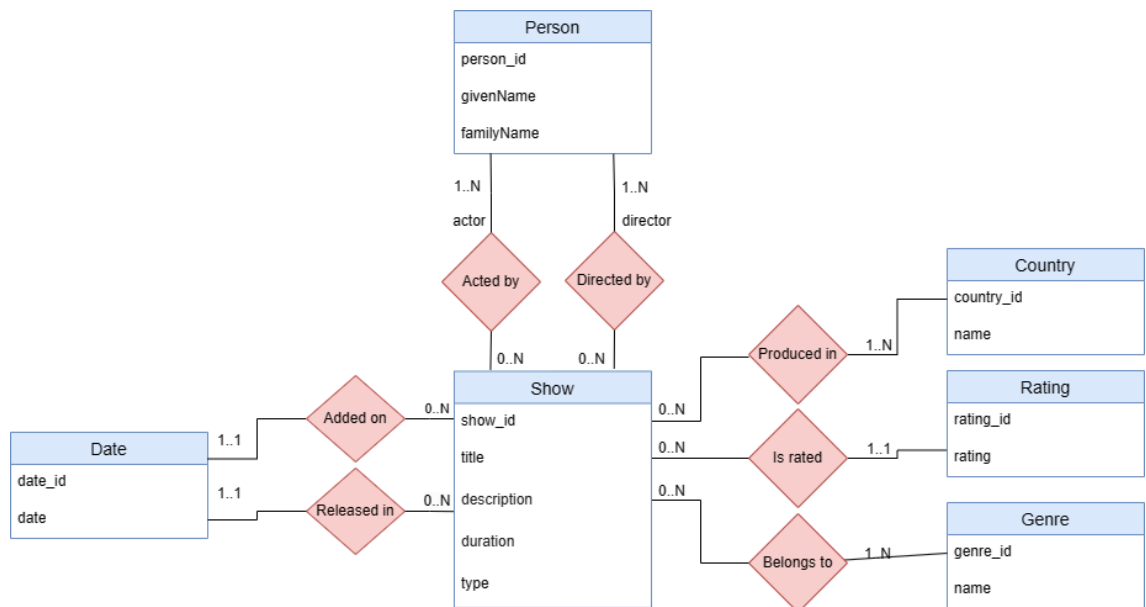 Person
person_id
givenName
familyName
1..N
1..N
actor
director
Acted by
Directed by
0..N
0..N
Country
country_id
name
Produced in
1..N
0..N
Rating
rating_id
rating
Is rated
1..1
0..N
Genre
genre_id
name
Belongs to
1..N
0..N
Show
show_id
title
description
duration
type
Added on
0..N
1..1
Released in
0..N
1..1
Date
date_id
date